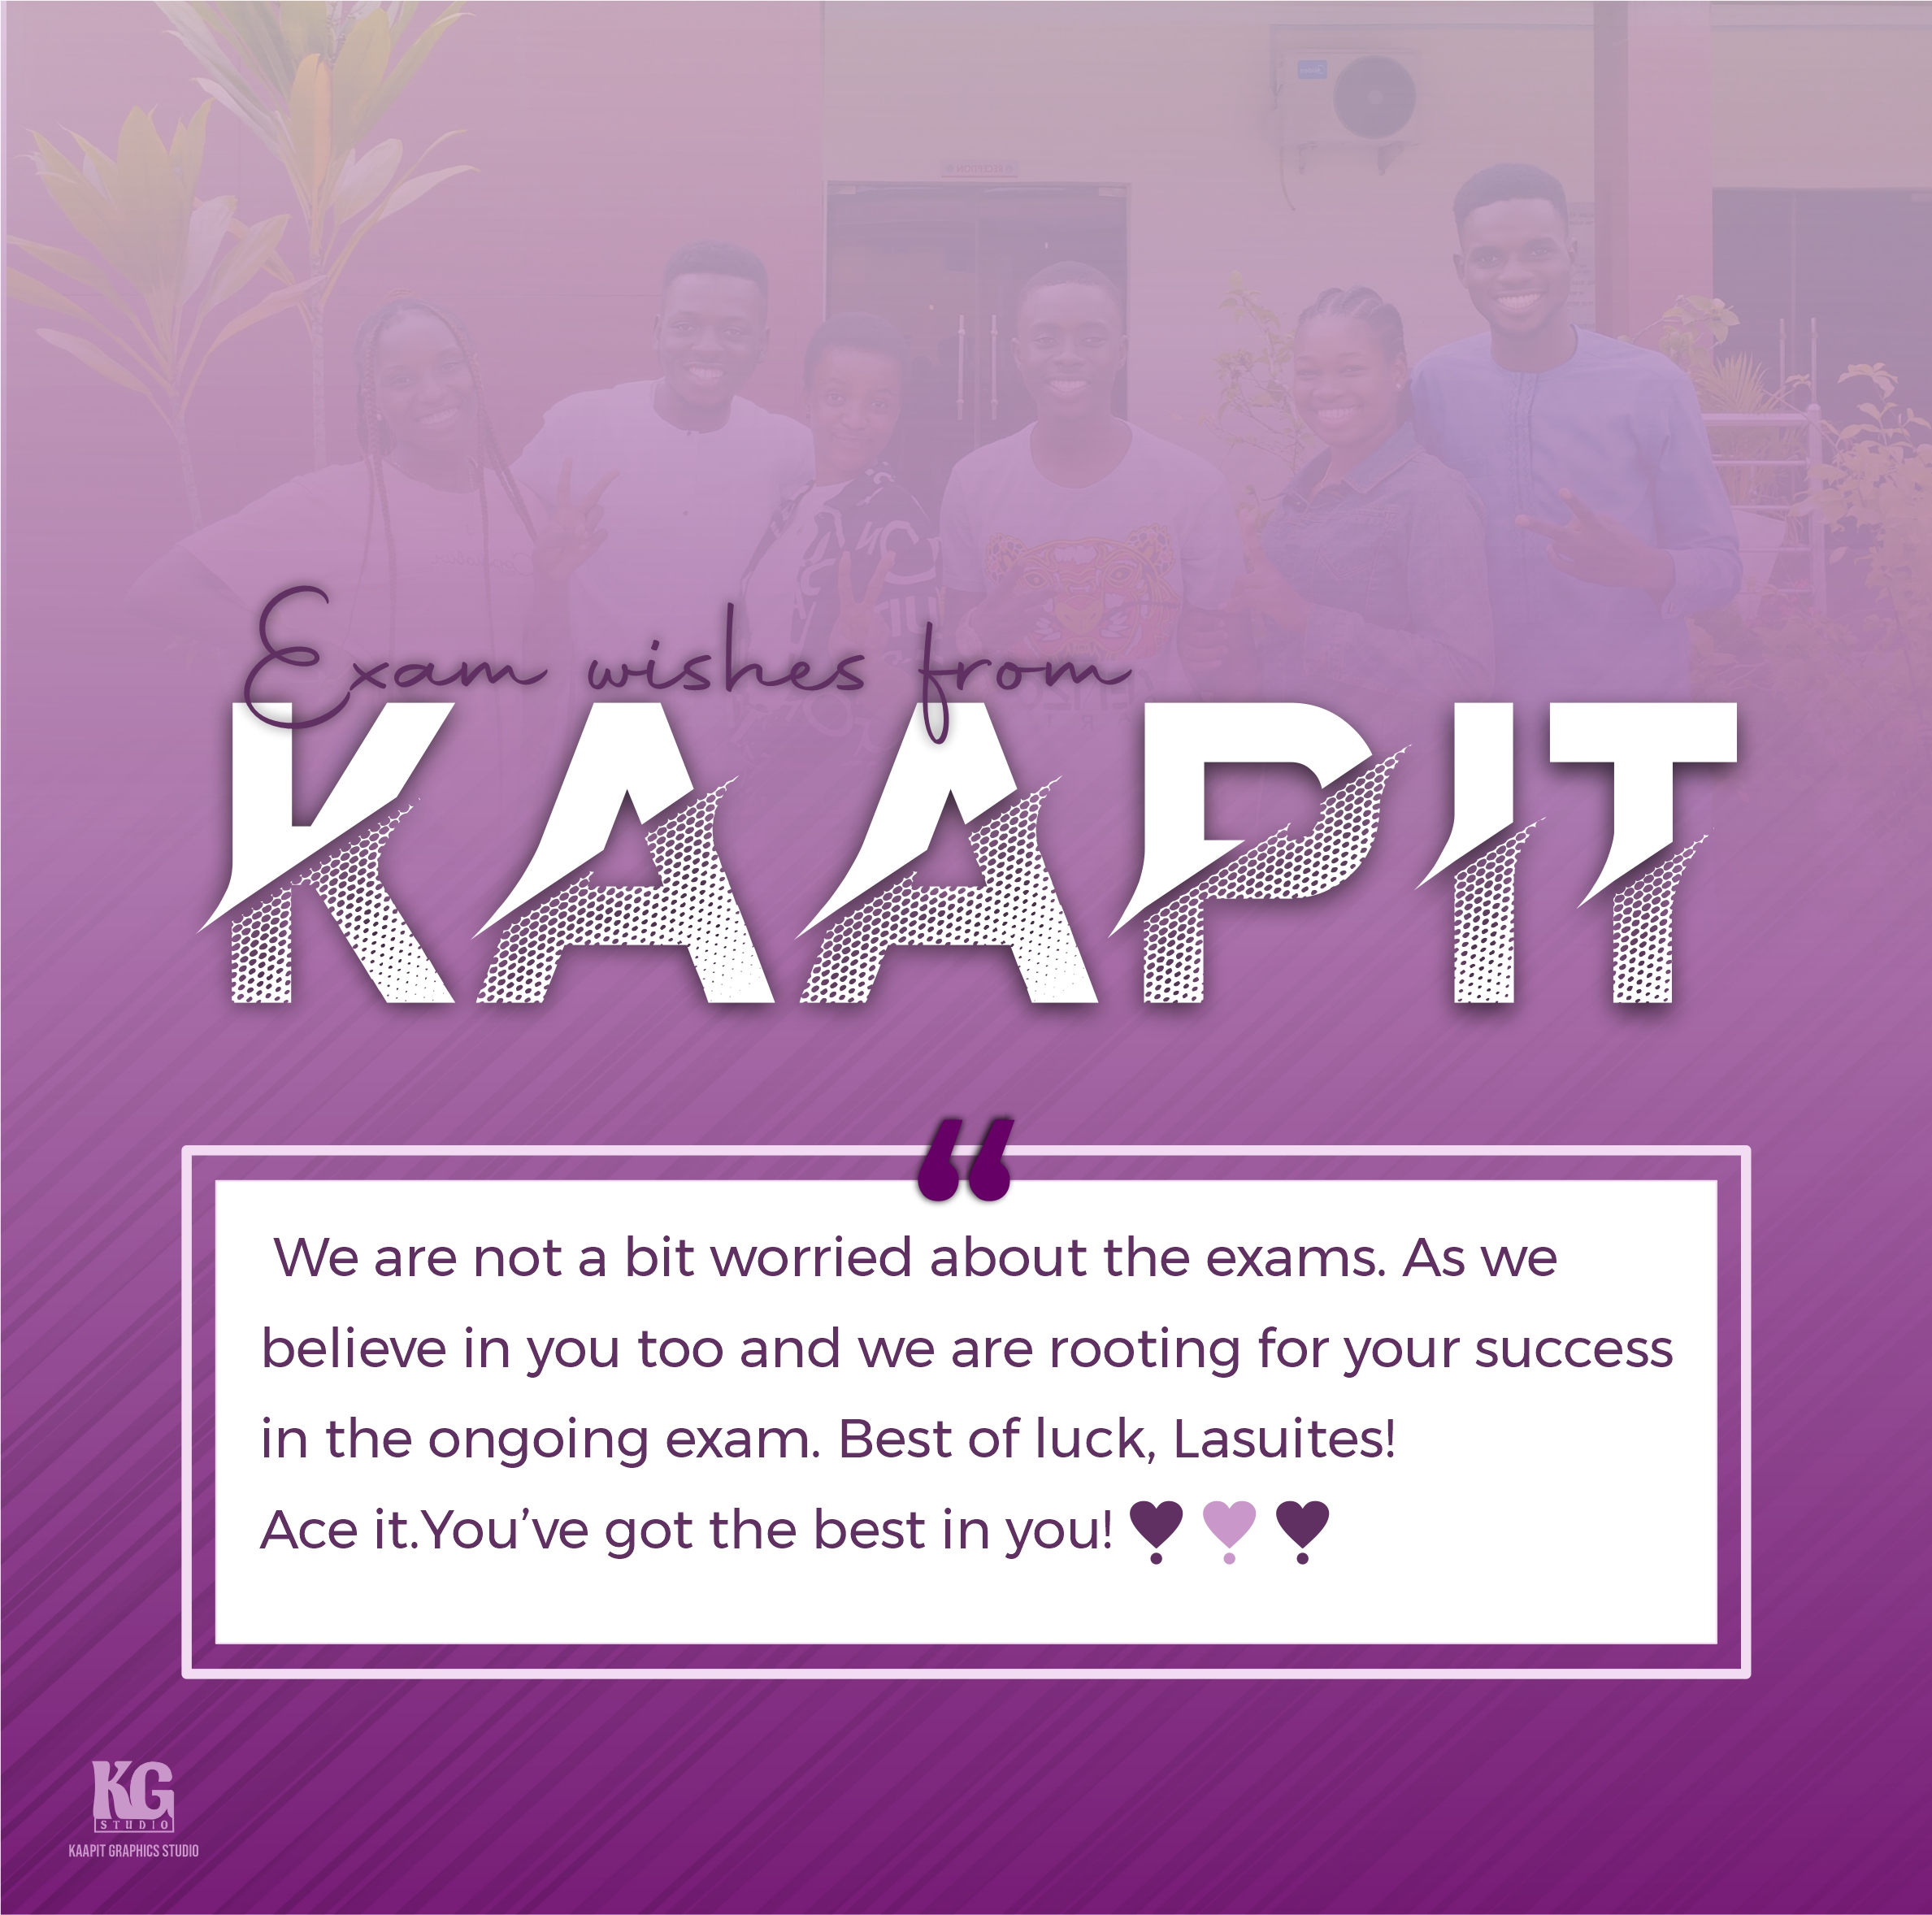 Exam wishes from
KAAPIT
“
We are not a bit worried about the exams. As we
believe in you too and we are rooting for your success
in the ongoing exam. Best of luck, Lasuites!
Ace it.You’ve got the best in you!
KG
STUDIO
KAAPIT GRAPHICS STUDIO